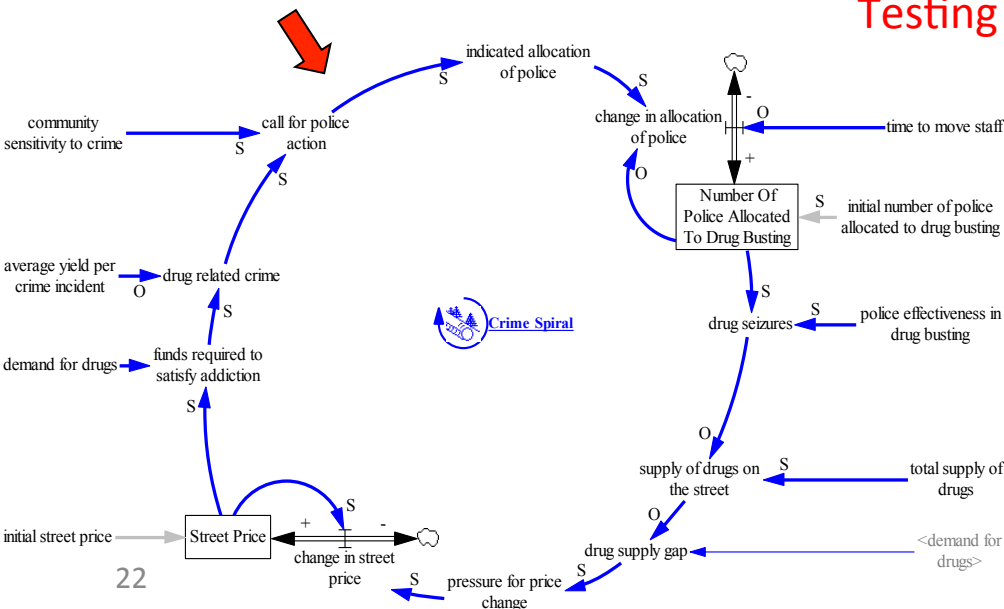 Testing
indicated allocation
of police
S
S
community
sensitivity to crime
S
call for police
action
S
change in allocation
of police
-
O
time to move staff
+
O
Number Of
Police Allocated
To Drug Busting
S
initial number of police
allocated to drug busting
average yield per
crime incident
O
drug related crime
S
S
drug seizures
S
police effectiveness in
drug busting
Crime Spiral
demand for drugs
funds required to
satisfy addiction
S
O
supply of drugs on
the street
S
total supply of
drugs
S
O
initial street price
Street Price
+
-
change in street
price
drug supply gap
<demand for
drugs>
S
pressure for price
change
S
22